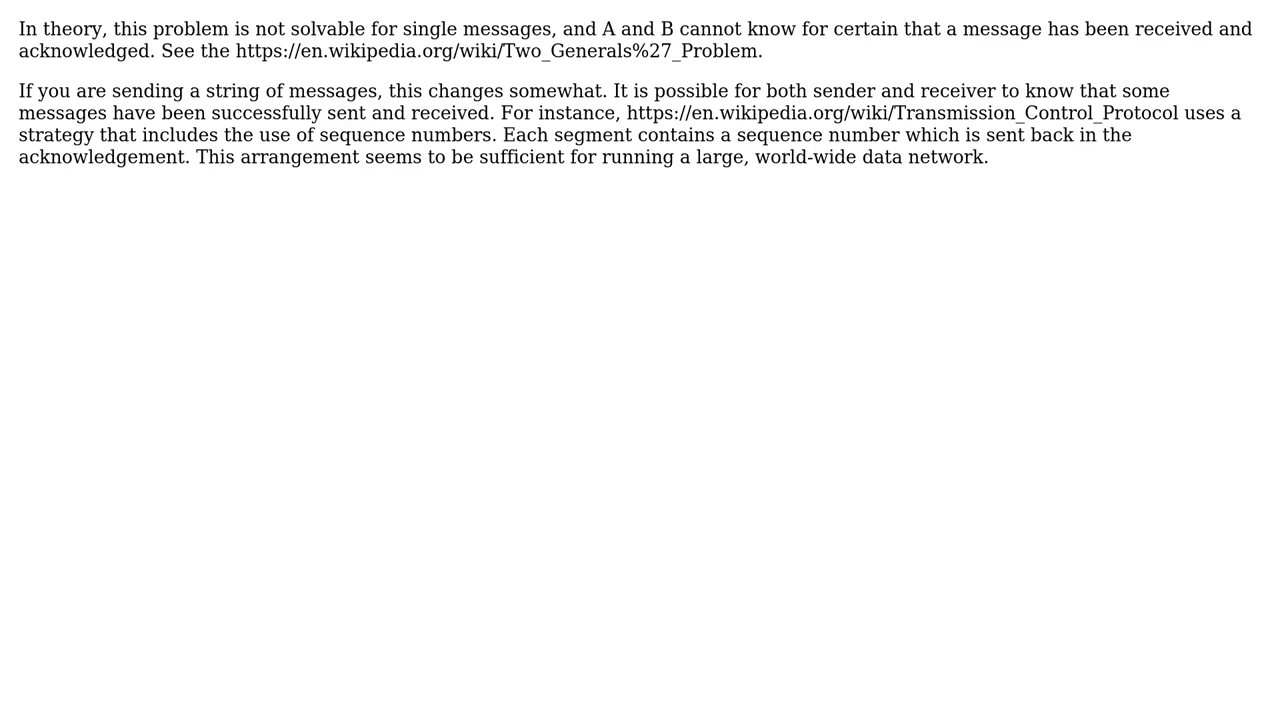 In theory, this problem is not solvable for single messages, and A and B cannot know for certain that a message has been received and
acknowledged. See the https://en.wikipedia.org/wiki/Two_Generals%27_Problem.
If you are sending a string of messages, this changes somewhat. It is possible for both sender and receiver to know that some
messages have been successfully sent and received. For instance, https://en.wikipedia.org/wiki/Transmission_Control_Protocol uses a
strategy that includes the use of sequence numbers. Each segment contains a sequence number which is sent back in the
acknowledgement. This arrangement seems to be sufficient for running a large, world-wide data network.